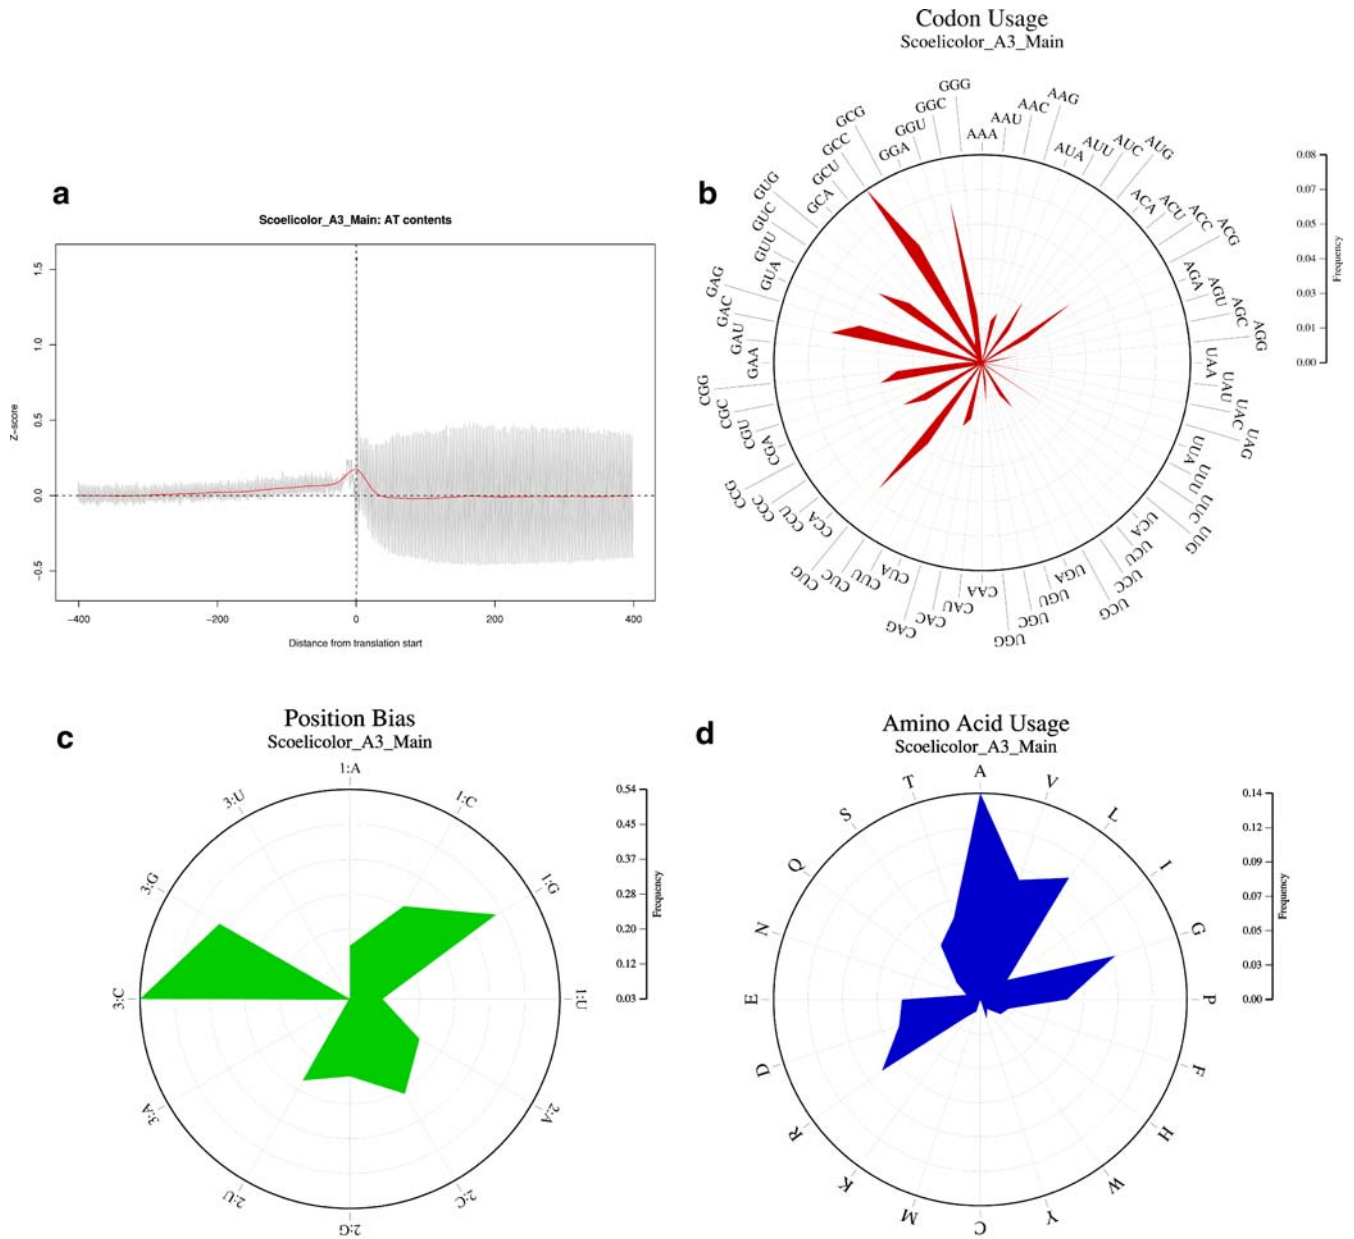 a
Scoelicolor_A3_Main: AT contents
1.5
1.0
0.5
0.0
−0.5
Z−score
−400
−200
0
200
400
Distance from translation start
b
Codon Usage
Scoelicolor_A3_Main
AAA
AAU
AAC
AAG
AUA
AUU
AUC
AUG
ACA
ACU
ACC
ACG
AGA
AGU
AGC
AGG
UAA
UAU
UAC
UAG
UUA
UUU
UUC
UUG
UCA
UCU
UCC
UCG
UGA
UGU
UGC
UGG
CAA
CAU
CAC
CAG
CUA
CUU
CUC
CUG
CCA
CCU
CCC
CCG
CGA
CGU
CGC
CGG
GAA
GAU
GAC
GAG
GUA
GUU
GUC
GUG
GCA
GCU
GCC
GCG
GGA
GGU
GGC
GGG
0.08
0.07
0.05
0.04
0.03
0.01
0.00
Frequency
c
Position Bias
Scoelicolor_A3_Main
1:A
1:C
1:G
1:U
2:A
2:C
2:G
2:U
3:A
3:C
3:G
3:U
0.54
0.45
0.37
0.28
0.20
0.12
0.03
Frequency
d
Amino Acid Usage
Scoelicolor_A3_Main
A
V
L
I
G
P
F
H
W
Y
C
M
K
R
D
E
N
Q
S
T
0.14
0.12
0.09
0.07
0.05
0.03
0.00
Frequency